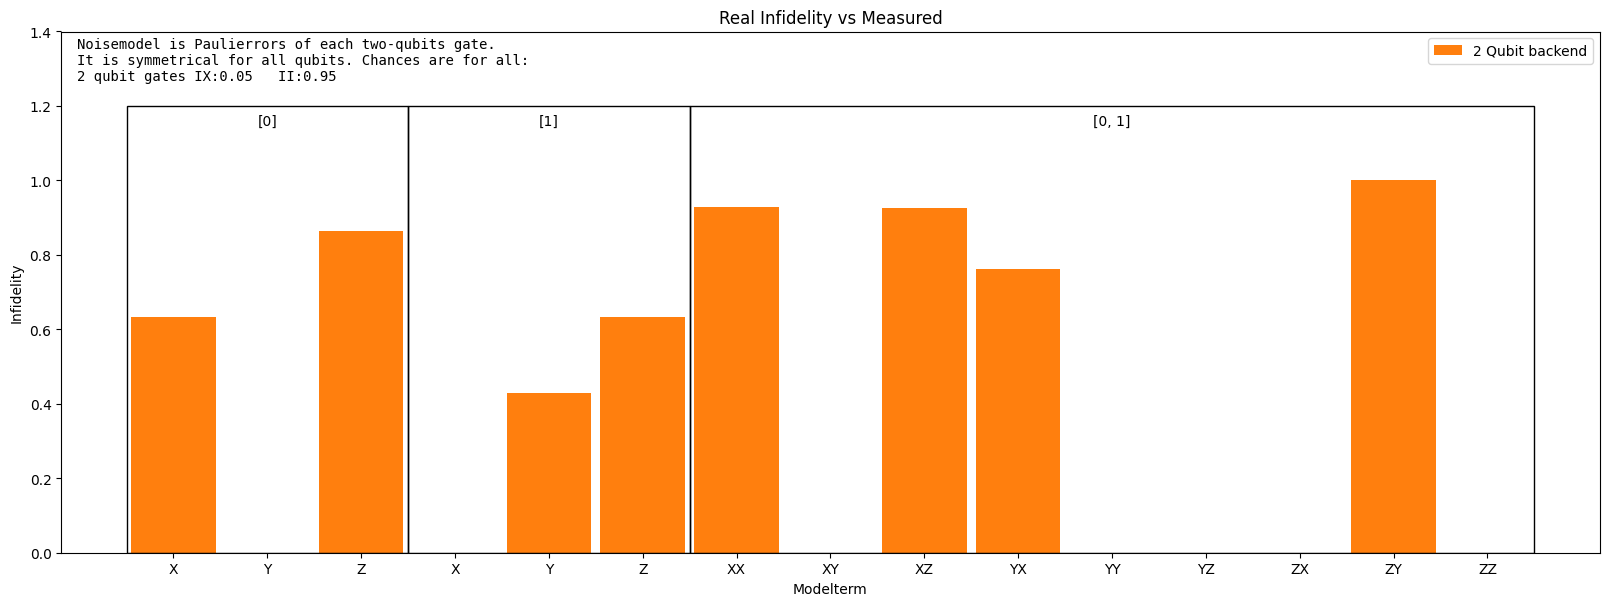 Real Infidelity vs Measured
Noisemodel is Paulierrors of each two-qubits gate.
It is symmetrical for all qubits. Chances are for all:
2 qubit gates IX:0.05   II:0.95
2 Qubit backend
[0]
[1]
[0, 1]
Infidelity
1.4
1.2
1.0
0.8
0.6
0.4
0.2
0.0
X Y Z X Y Z XX XY XZ YX YY YZ ZX ZY ZZ
Modelterm